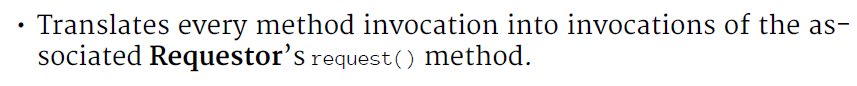 • Translates every method invocation into invocations of the as-
sociated Requestor’s request() method.